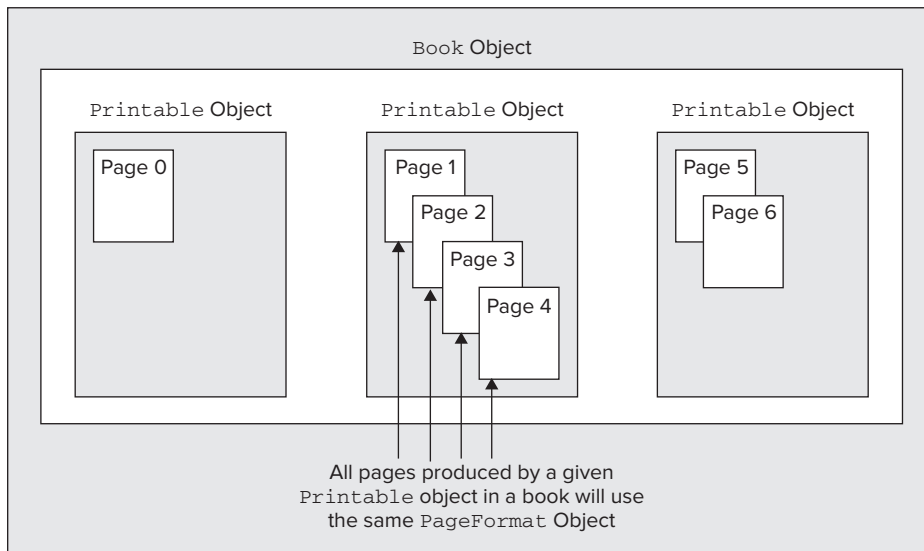 Book Object
Printable Object
Printable Object
Printable Object
Page 0
Page 1
Page 2
Page 3
Page 4
Page 5
Page 6
All pages produced by a given
Printable object in a book will use
the same PageFormat Object